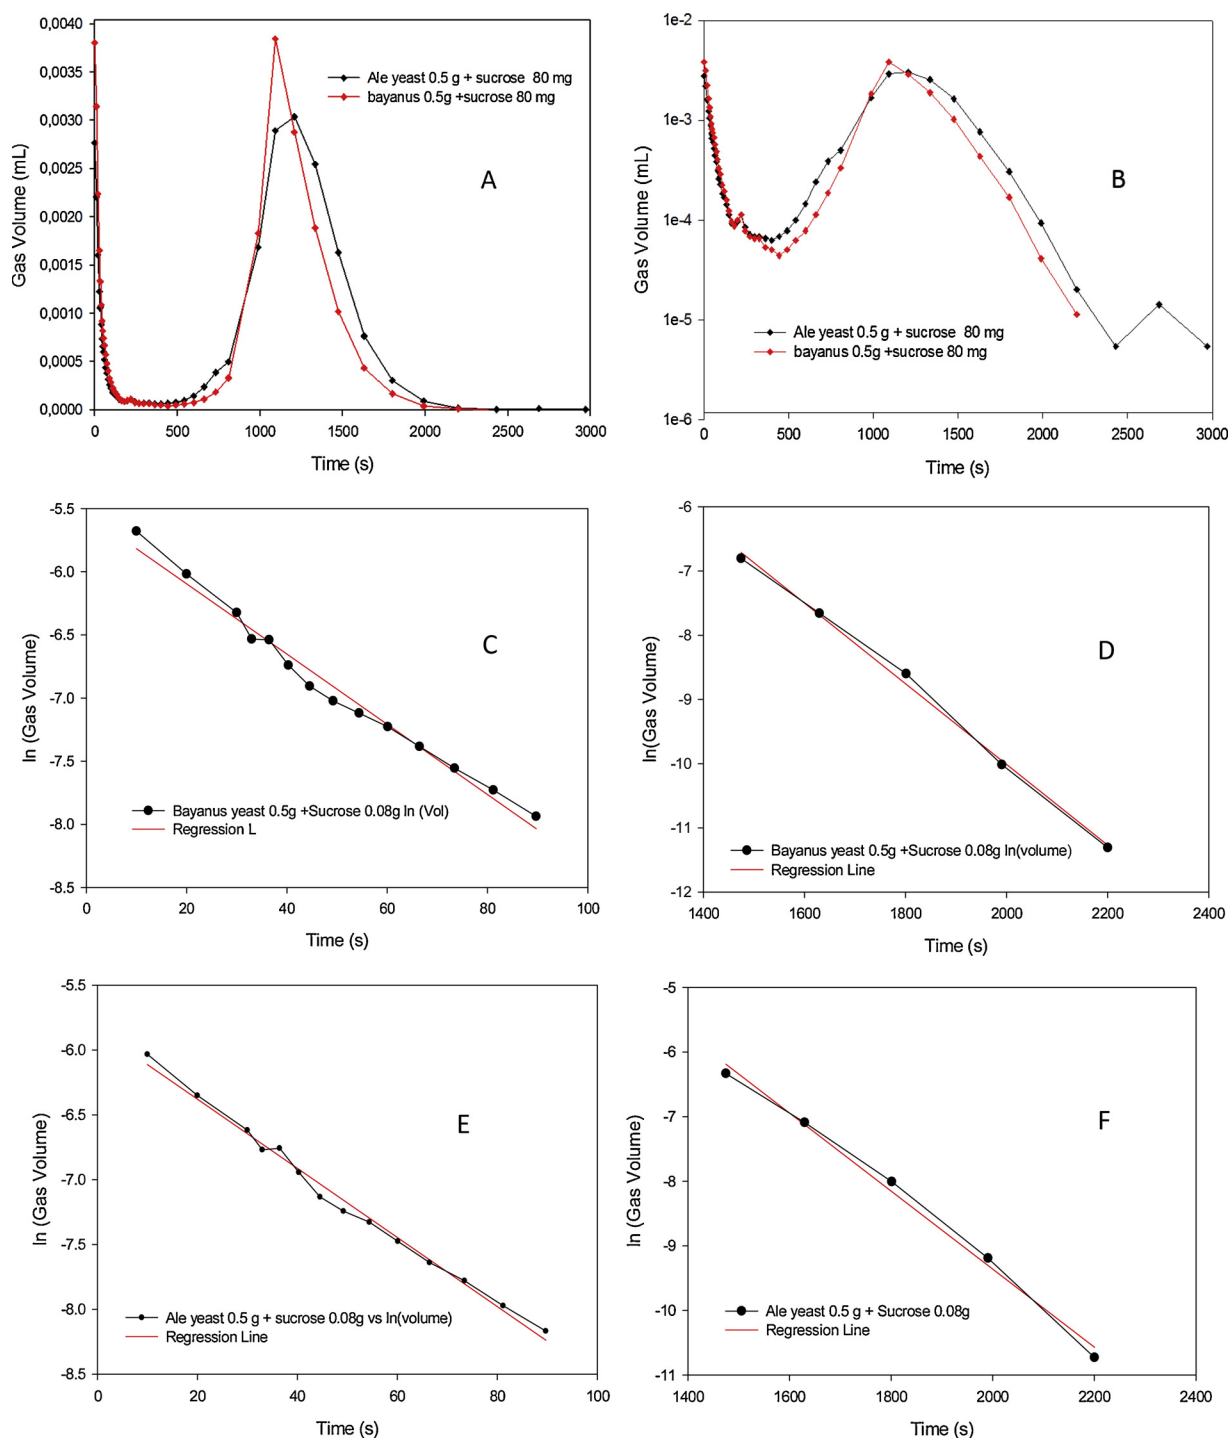 0,0040
0,0035
0,0030
0,0025
0,0020
0,0015
0,0010
0,0005
0,0000
Gas Volume (mL)
Ale yeast 0.5 g + sucrose 80 mg
bayanus 0.5g +sucrose 80 mg
A
0 500 1000 1500 2000 2500 3000
Time (s)
1e-2
1e-3
1e-4
1e-5
1e-6
Gas Volume (mL)
B
Ale yeast 0.5 g + sucrose 80 mg
bayanus 0.5g +sucrose 80 mg
0 500 1000 1500 2000 2500 3000
Time (s)
-5.5
-6.0
-6.5
-7.0
-7.5
-8.0
-8.5
ln (Gas Volume)
C
Bayanus yeast 0.5g +Sucrose 0.08g ln (Vol)
Regression L
0 20 40 60 80 100
Time (s)
-6
-7
-8
-9
-10
-11
-12
ln(Gas Volume)
D
Bayanus yeast 0.5g +Sucrose 0.08g ln(volume)
Regression Line
1400 1600 1800 2000 2200 2400
Time (s)
-5.5
-6.0
-6.5
-7.0
-7.5
-8.0
-8.5
ln (Gas Volume)
E
Ale yeast 0.5 g + sucrose 0.08g vs ln(volume)
Regression Line
0 20 40 60 80 100
Time (s)
-5
-6
-7
-8
-9
-10
-11
ln (Gas Volume)
F
Ale yeast 0.5 g + Sucrose 0.08g
Regression Line
1400 1600 1800 2000 2200 2400
Time (s)